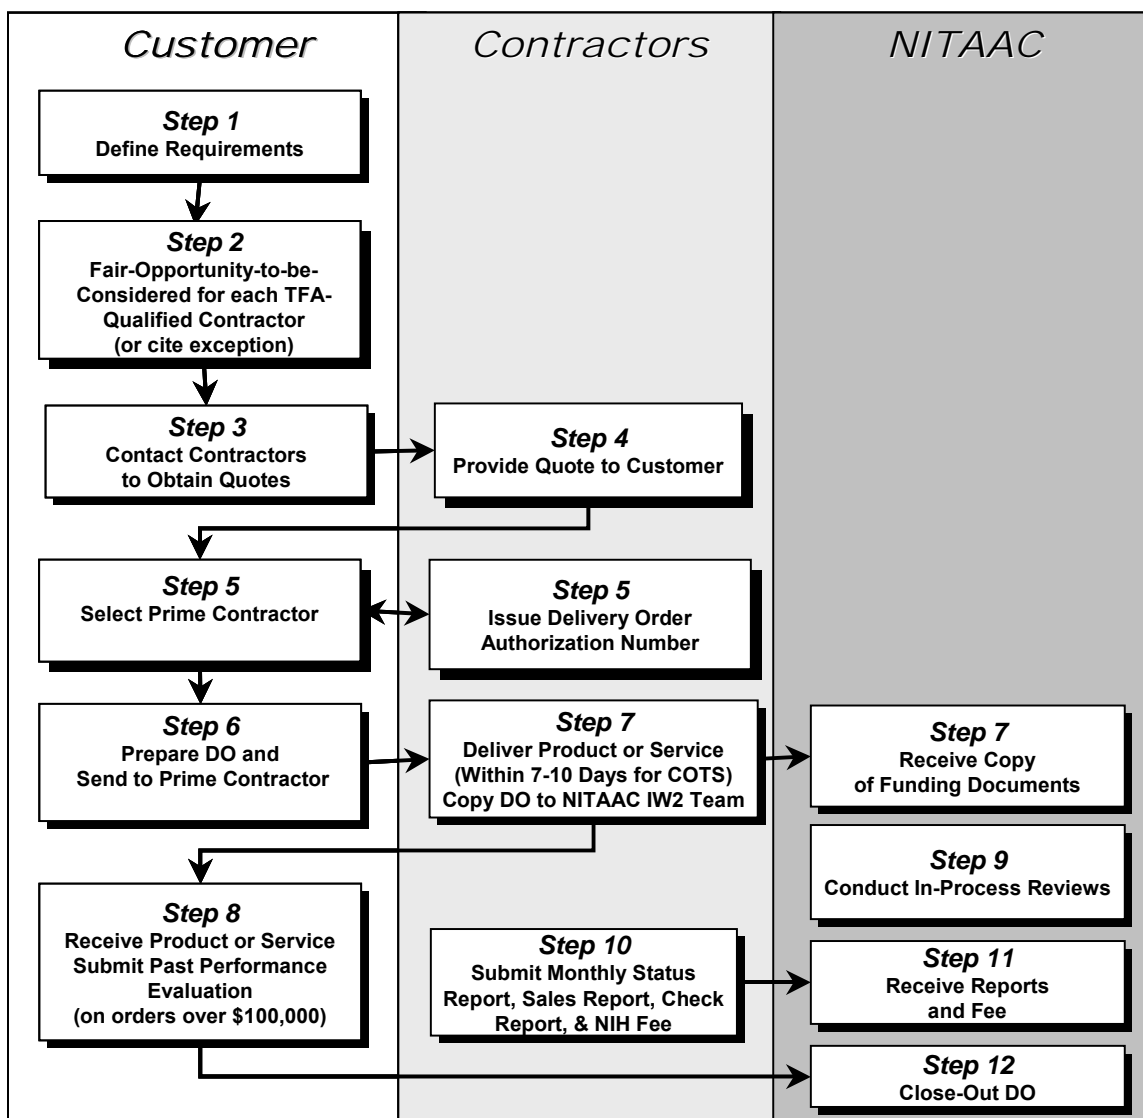 Customer
Contractors
NITAAC
Step 1
Define Requirements
Step 2
Fair-Opportunity-to-be-
Considered for each TFA-
Qualified Contractor
(or cite exception)
Step 3
Contact Contractors
to Obtain Quotes
Step 4
Provide Quote to Customer
Step 5
Select Prime Contractor
Step 5
Issue Delivery Order
Authorization Number
Step 6
Prepare DO and
Send to Prime Contractor
Step 7
Deliver Product or Service
(Within 7-10 Days for COTS)
Copy DO to NITAAC IW2 Team
Step 7
Receive Copy
of Funding Documents
Step 8
Receive Product or Service
Submit Past Performance
Evaluation
(on orders over $100,000)
Step 9
Conduct In-Process Reviews
Step 10
Submit Monthly Status
Report, Sales Report, Check
Report, & NIH Fee
Step 11
Receive Reports
and Fee
Step 12
Close-Out DO